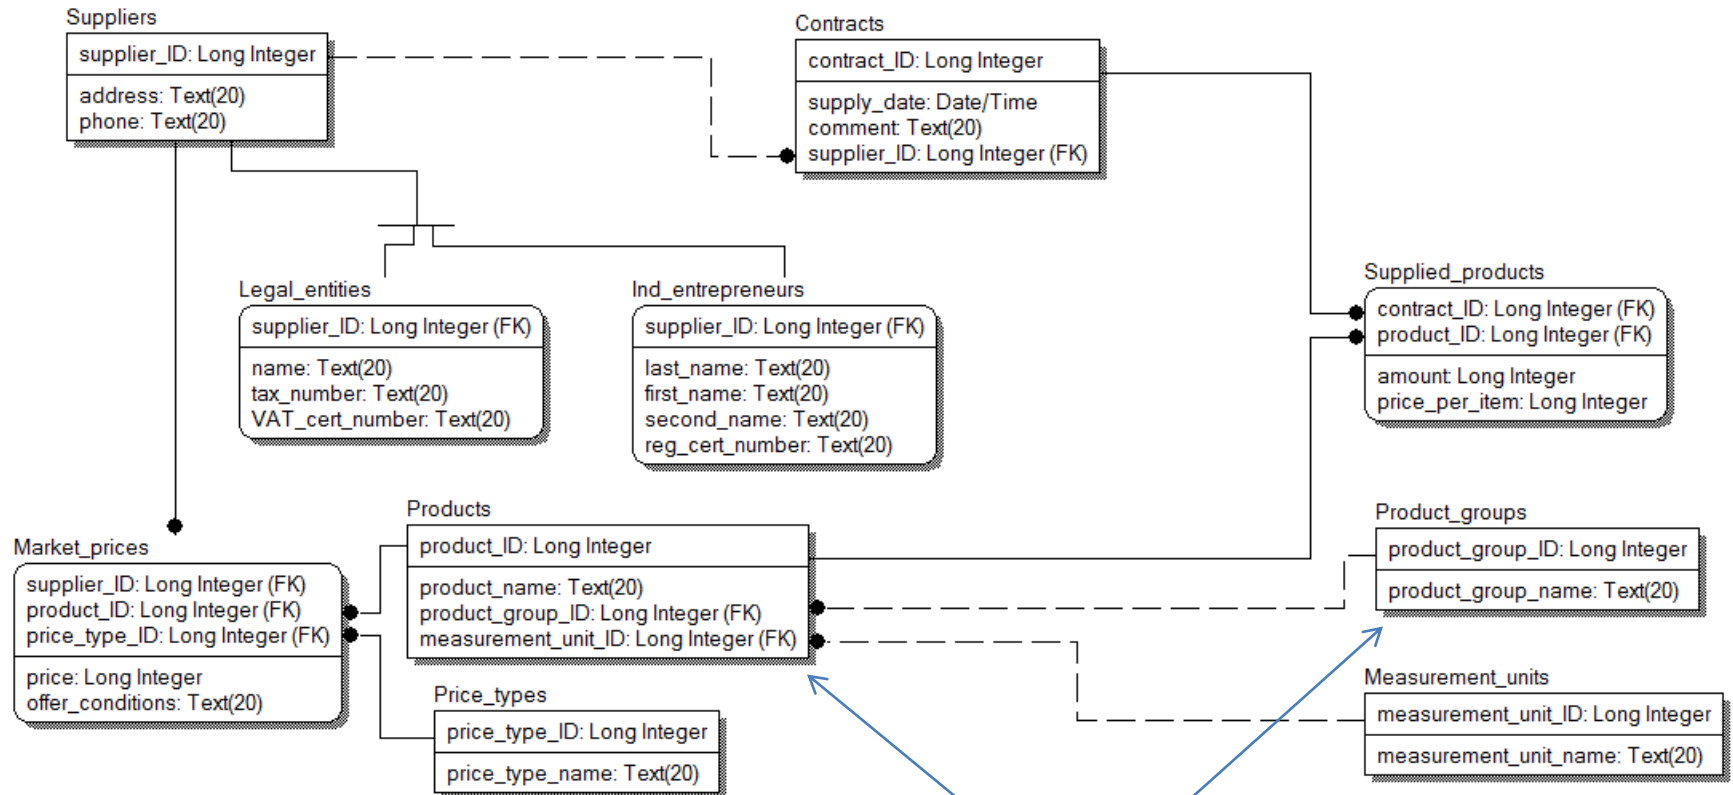 Suppliers
supplier_ID: Long Integer
address: Text(20)
phone: Text(20)
Contracts
contract_ID: Long Integer
supply_date: Date/Time
comment: Text(20)
supplier_ID: Long Integer (FK)
Legal_entities
supplier_ID: Long Integer (FK)
name: Text(20)
tax_number: Text(20)
VAT_cert_number: Text(20)
Ind_entrepreneurs
supplier_ID: Long Integer (FK)
last_name: Text(20)
first_name: Text(20)
second_name: Text(20)
reg_cert_number: Text(20)
Supplied_products
contract_ID: Long Integer (FK)
product_ID: Long Integer (FK)
amount: Long Integer
price_per_item: Long Integer
Market_prices
supplier_ID: Long Integer (FK)
product_ID: Long Integer (FK)
price_type_ID: Long Integer (FK)
price: Long Integer
offer_conditions: Text(20)
Products
product_ID: Long Integer
product_name: Text(20)
product_group_ID: Long Integer (FK)
measurement_unit_ID: Long Integer (FK)
Product_groups
product_group_ID: Long Integer
product_group_name: Text(20)
Price_types
price_type_ID: Long Integer
price_type_name: Text(20)
Measurement_units
measurement_unit_ID: Long Integer
measurement_unit_name: Text(20)